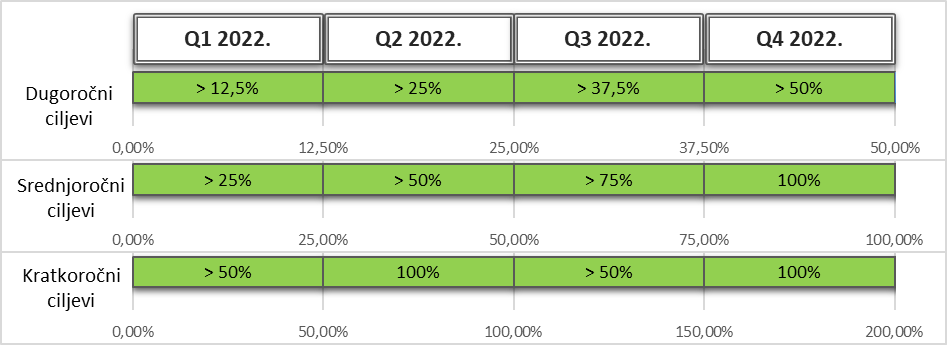 Q1 2022. Q2 2022. Q3 2022. Q4 2022.
Dugoročni
ciljevi
> 12,5% > 25% > 37,5% > 50%
0,00% 12,50% 25,00% 37,50% 50,00%
Srednjoročni
ciljevi
> 25% > 50% > 75% 100%
0,00% 25,00% 50,00% 75,00% 100,00%
Kratkoročni
ciljevi
> 50% 100% > 50% 100%
0,00% 50,00% 100,00% 150,00% 200,00%